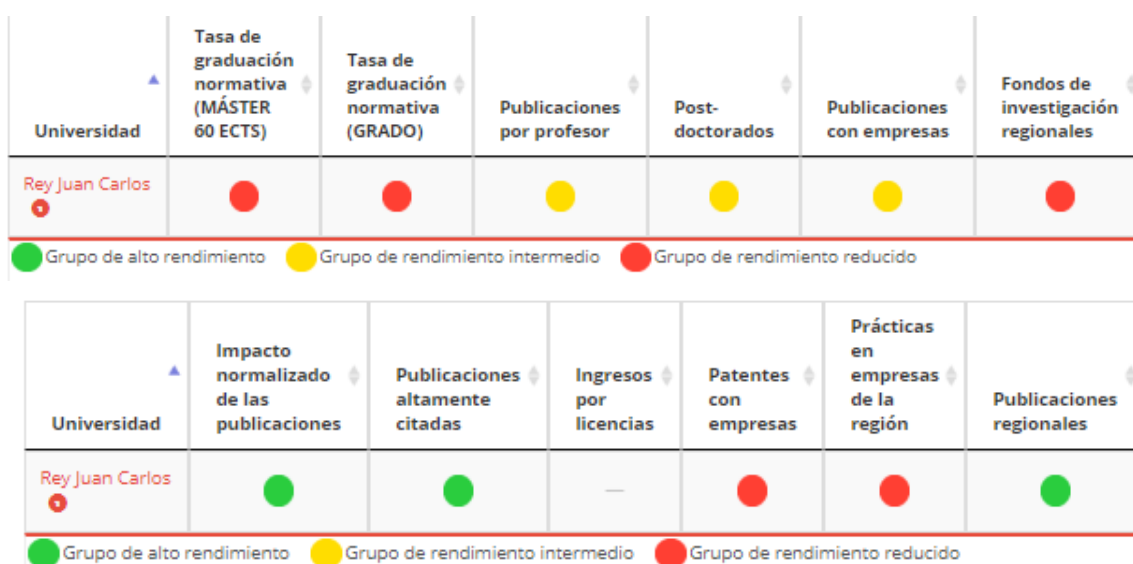 Universidad
Tasa de
graduación
normativa
(MÁSTER
60 ECTS)
Tasa de
graduación
normativa
(GRADO)
Publicaciones
por profesor
Post-
doctorados
Publicaciones
con empresas
Fondos de
investigación
regionales
Rey Juan Carlos
Grupo de alto rendimiento Grupo de rendimiento intermedio Grupo de rendimiento reducido
Universidad
Impacto
normalizado
de las
publicaciones
Publicaciones
altamente
citadas
Ingresos
por
licencias
Patentes
con
empresas
Prácticas
en
empresas
de la
región
Publicaciones
regionales
Rey Juan Carlos
—
Grupo de alto rendimiento Grupo de rendimiento intermedio Grupo de rendimiento reducido